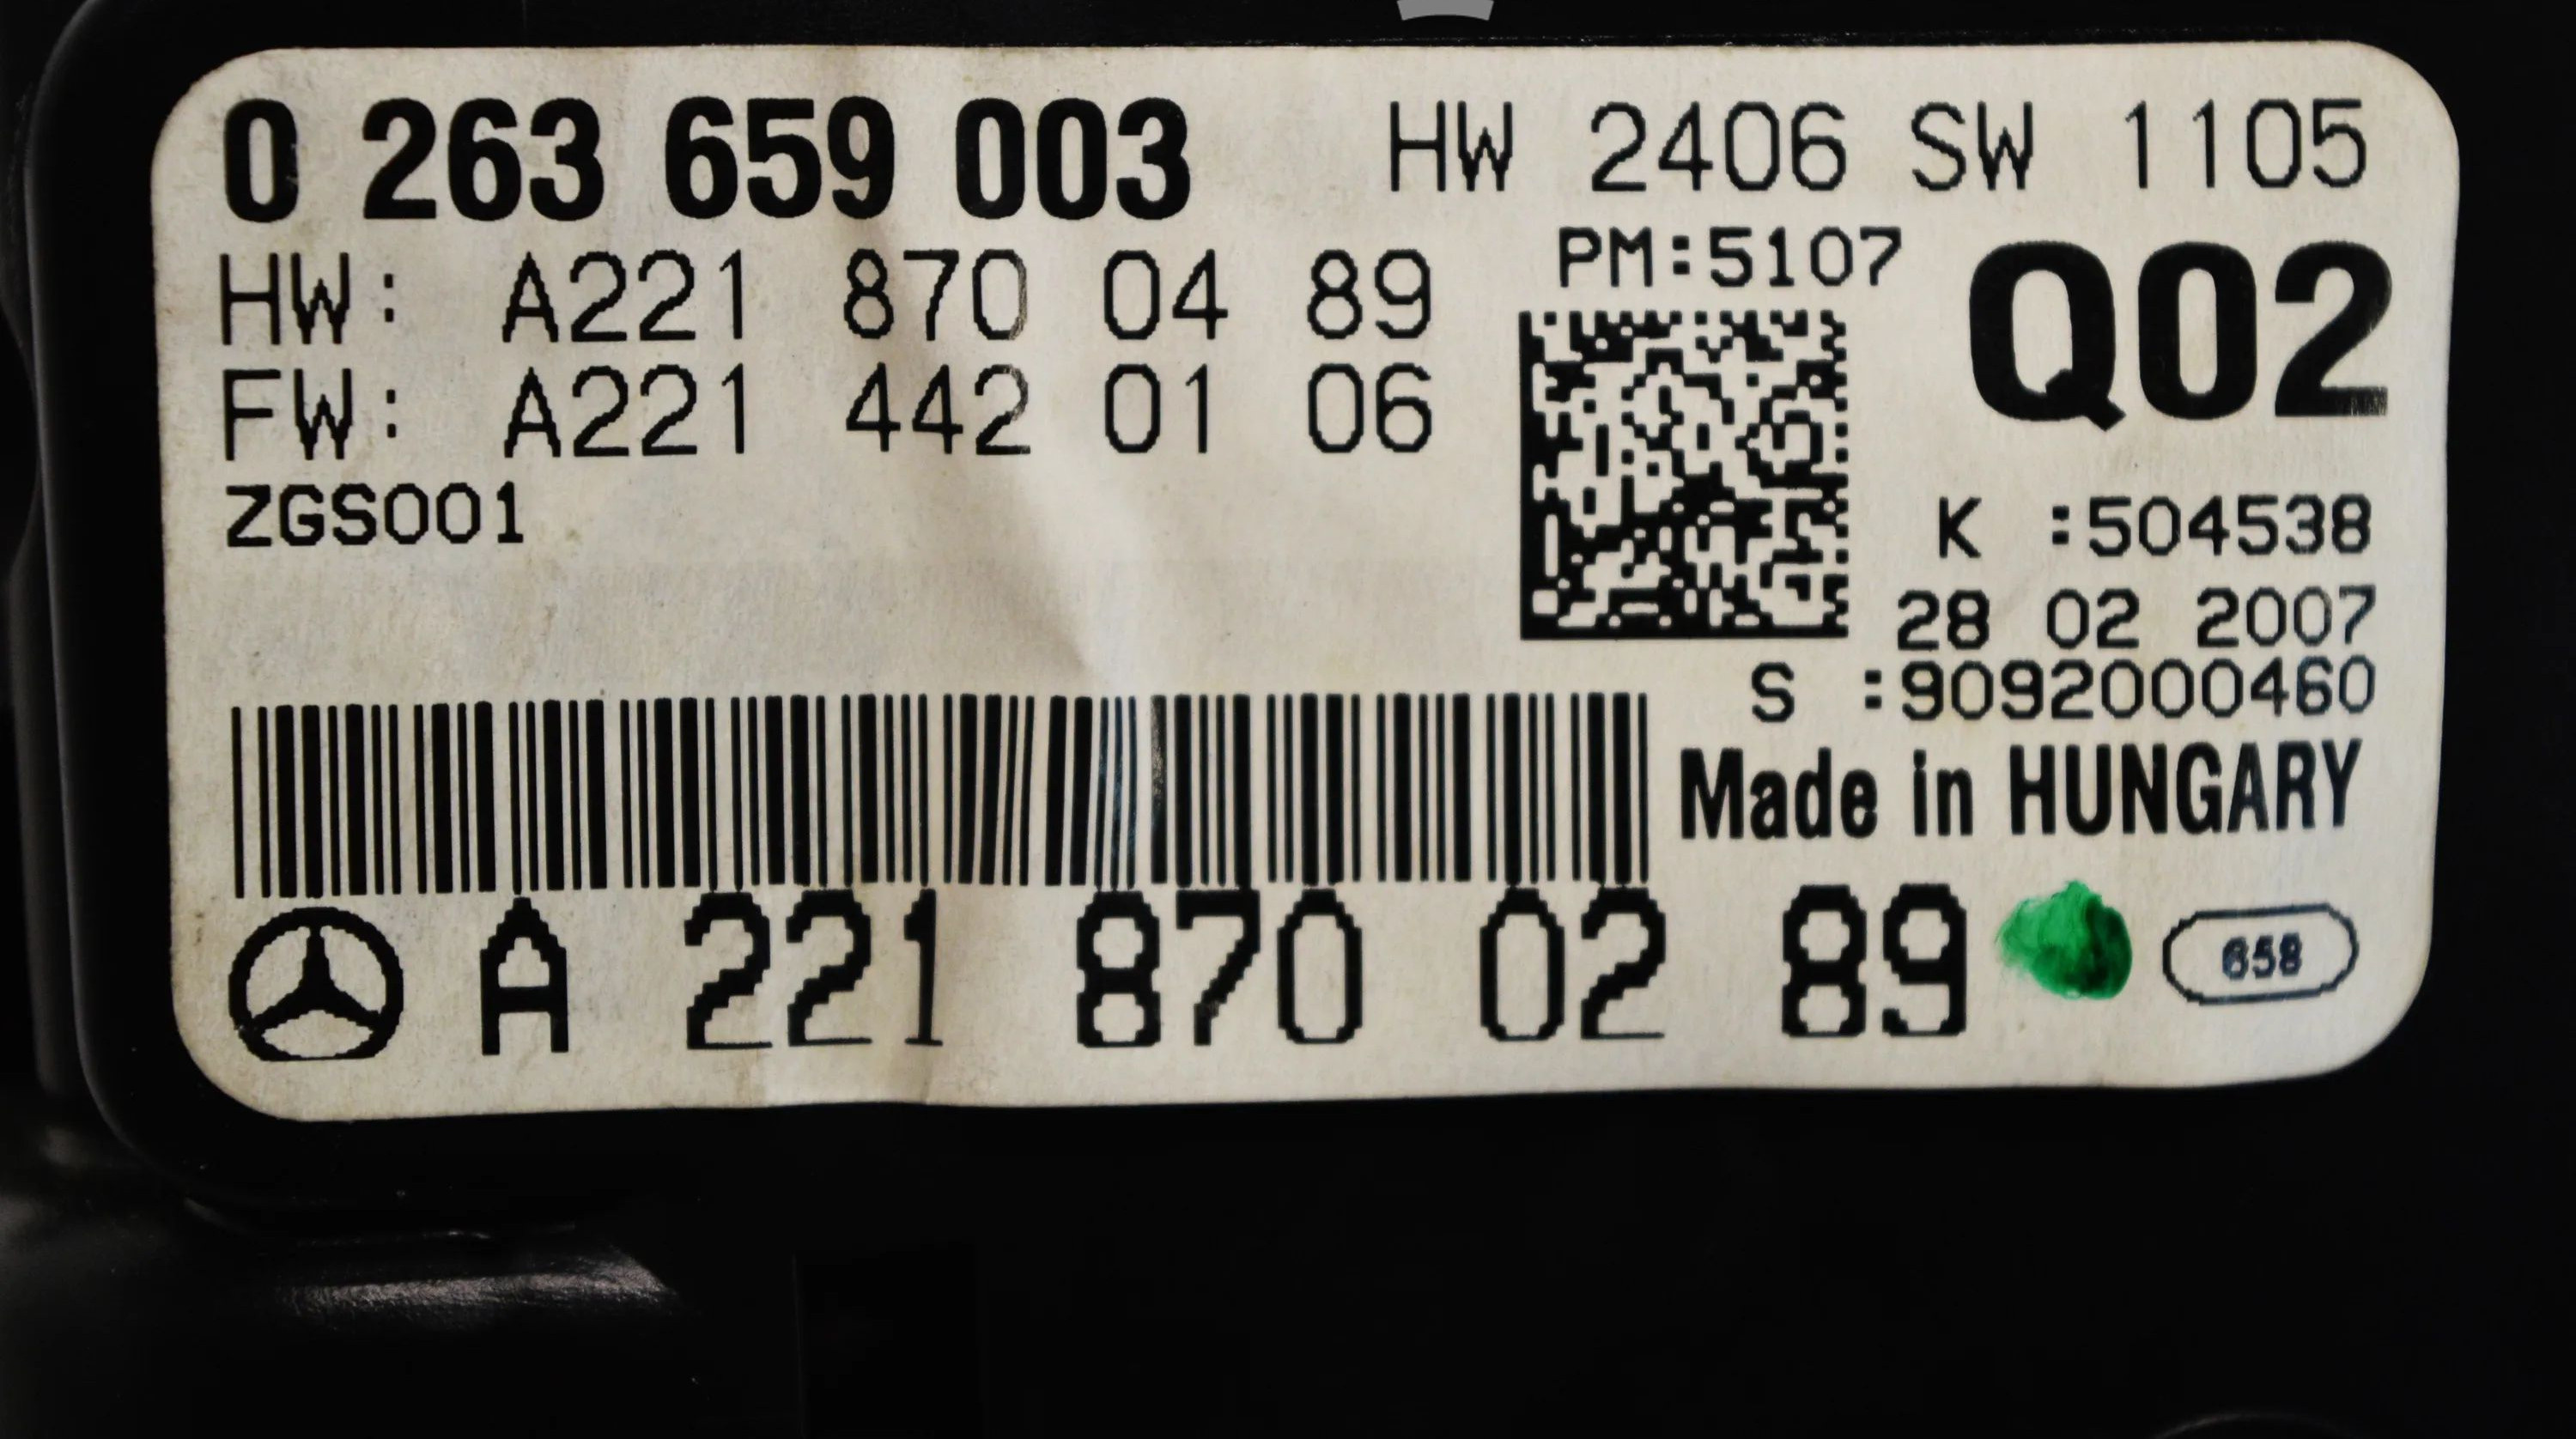 0 263 659 003 HW 2406 SW 1105
HW: A221 870 04 89 PM:5107 Q02
FW: A221 442 01 06
ZGS001 K :504538
28 02 2007
S :9092000460
Made in HUNGARY
A 221 870 02 89 658